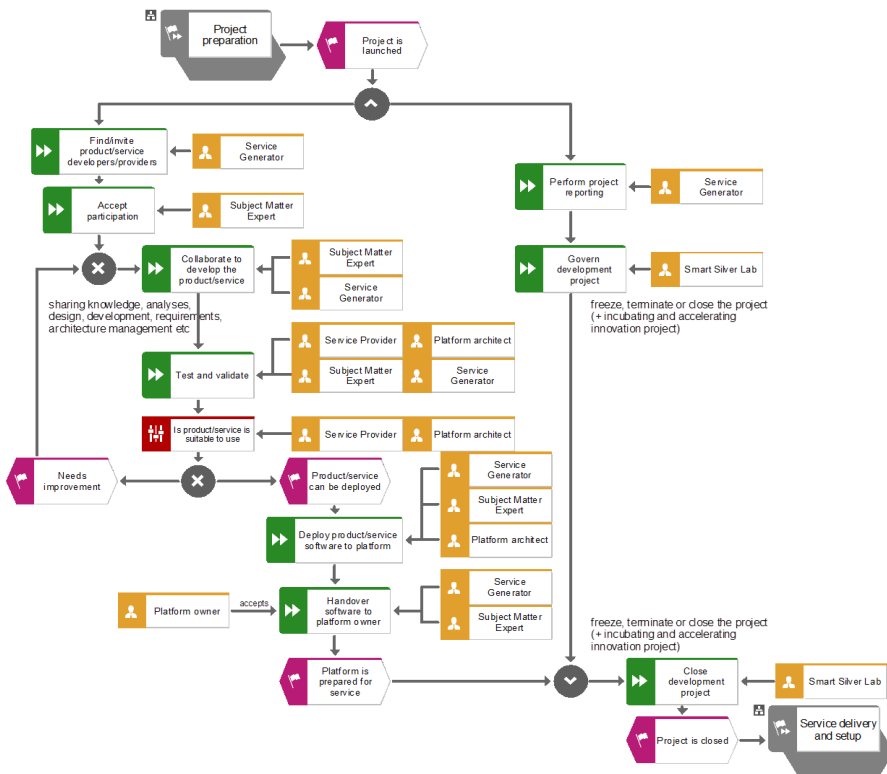 Project
preparation
Project is
launched
Find/invite
product/service
developers/providers
Service
Generator
Perform project
reporting
Service
Generator
Accept
participation
Subject Matter
Expert
Collaborate to
develop the
product/service
Subject Matter
Expert
Service
Generator
Govern
development
project
Smart Silver Lab
sharing knowledge, analyses,
design, development, requirements,
architecture management etc
freeze, terminate or close the project
(+ incubating and accelerating
innovation project)
Test and validate
Service Provider
Platform architect
Subject Matter
Expert
Service
Generator
Is product/service is
suitable to use
Service Provider
Platform architect
Needs
improvement
Product/service
can be deployed
Service
Generator
Subject Matter
Expert
Platform architect
Deploy product/service
software to platform
Platform owner
accepts
Handover
software to
platform owner
Service
Generator
Subject Matter
Expert
freeze, terminate or close the project
(+ incubating and accelerating
innovation project)
Platform is
prepared for
service
Close
development
project
Smart Silver Lab
Project is closed
Service delivery
and setup